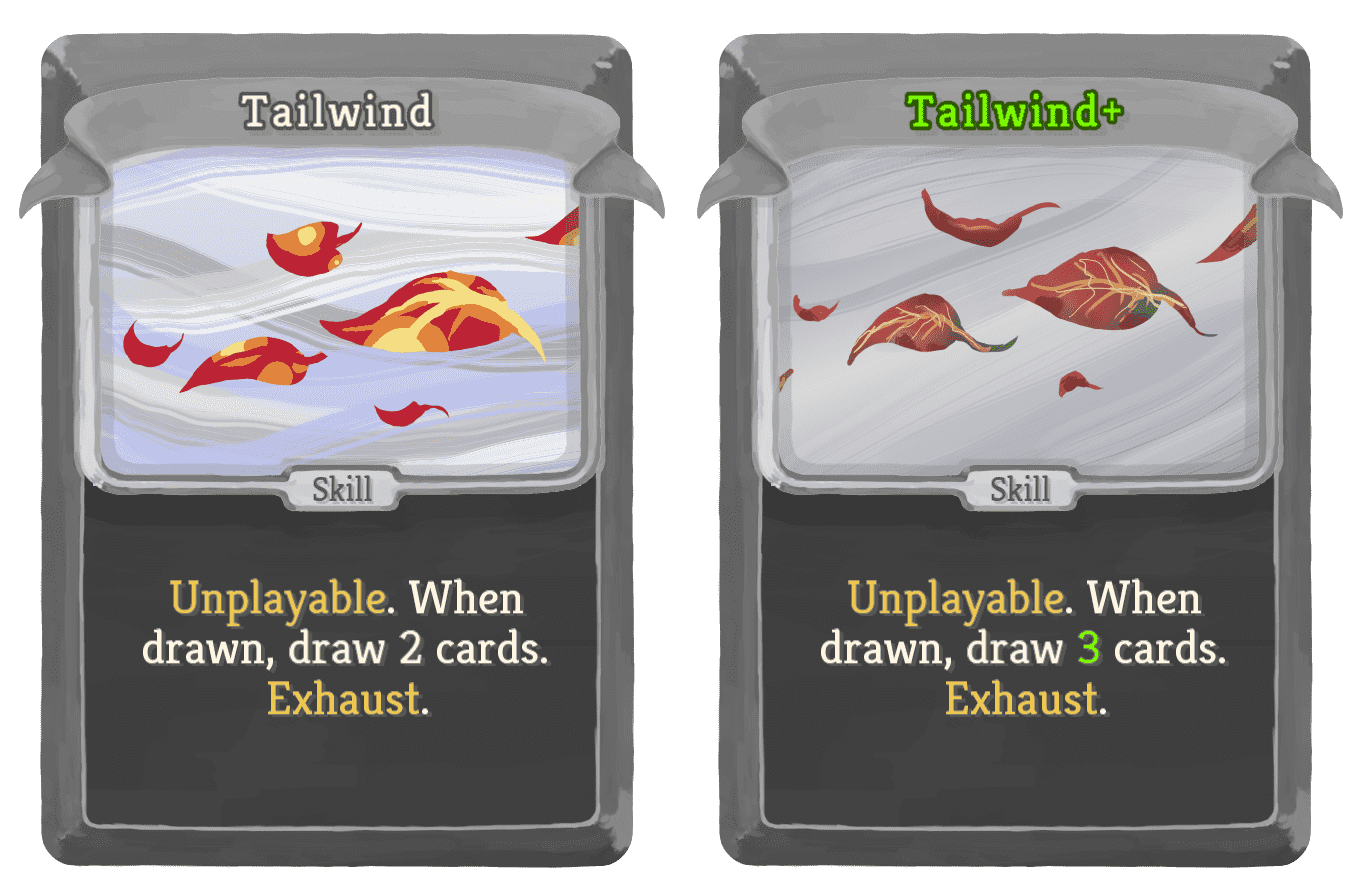 Tailwind
Skill
Unplayable. When
drawn, draw 2 cards.
Exhaust.
Tailwind+
Skill
Unplayable. When
drawn, draw 3 cards.
Exhaust.